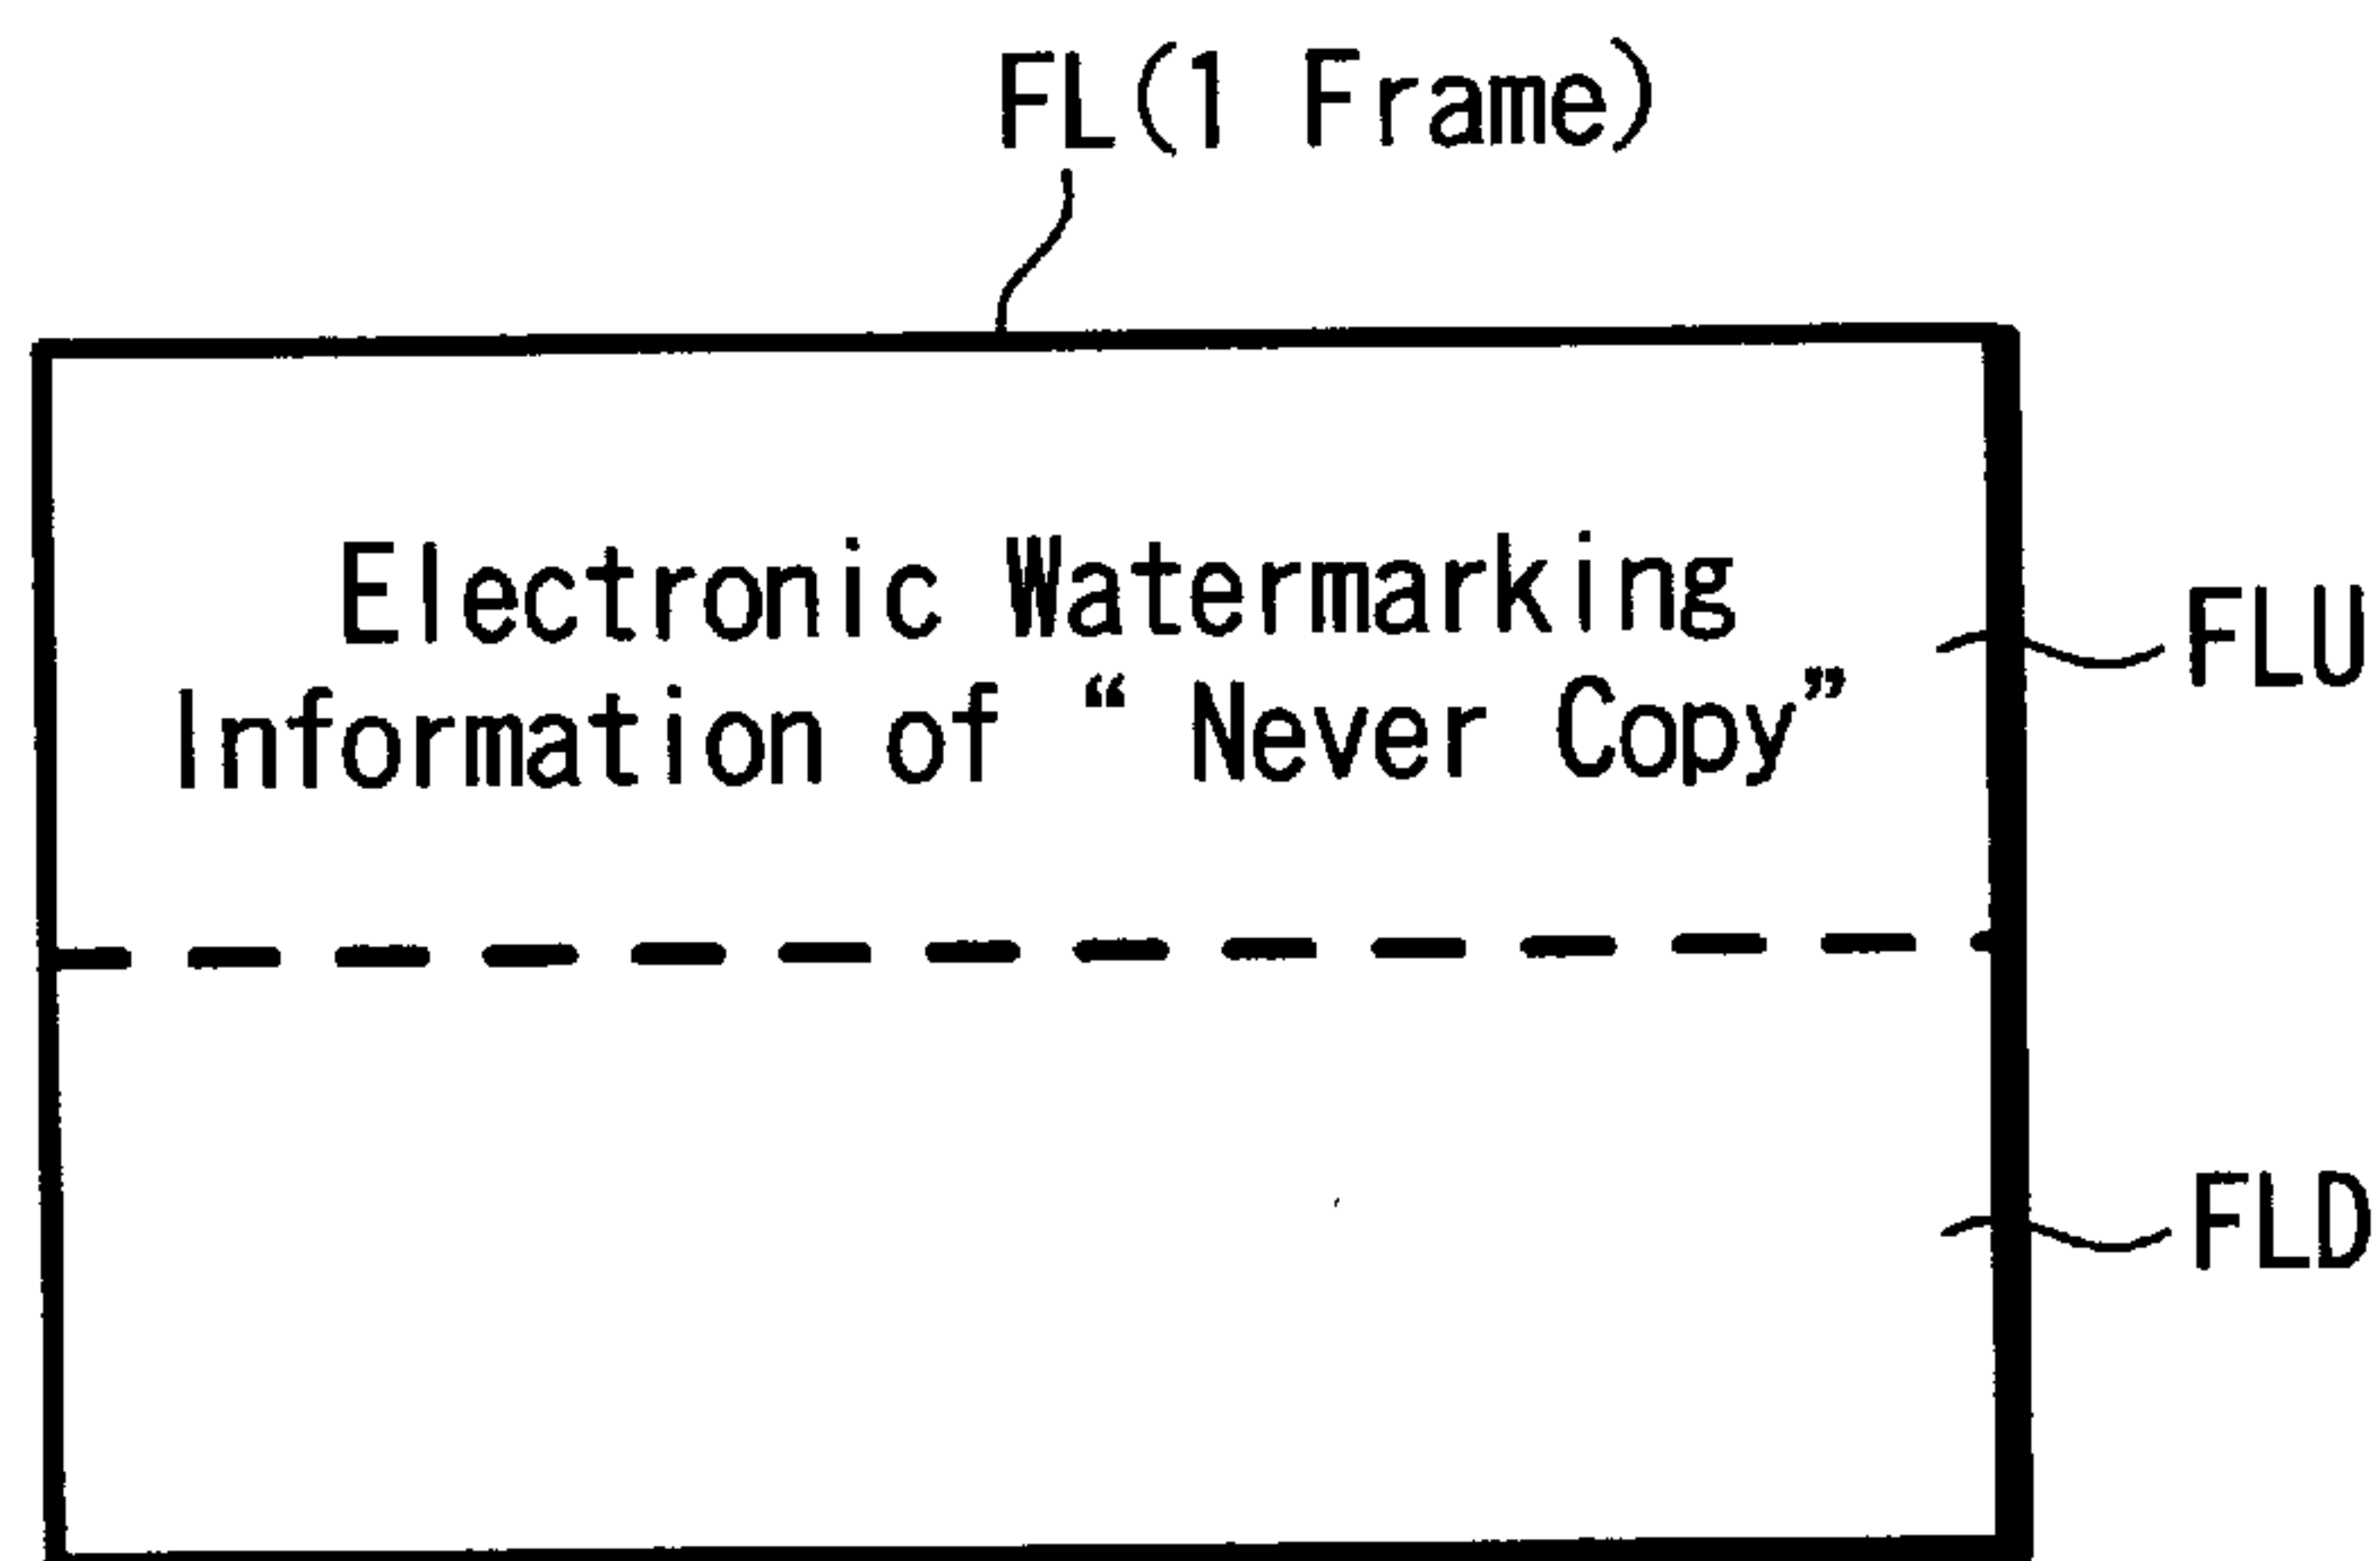 FL(1 Frame)
Electronic Watermarking
Information of “ Never Copy”
FLU
FLD